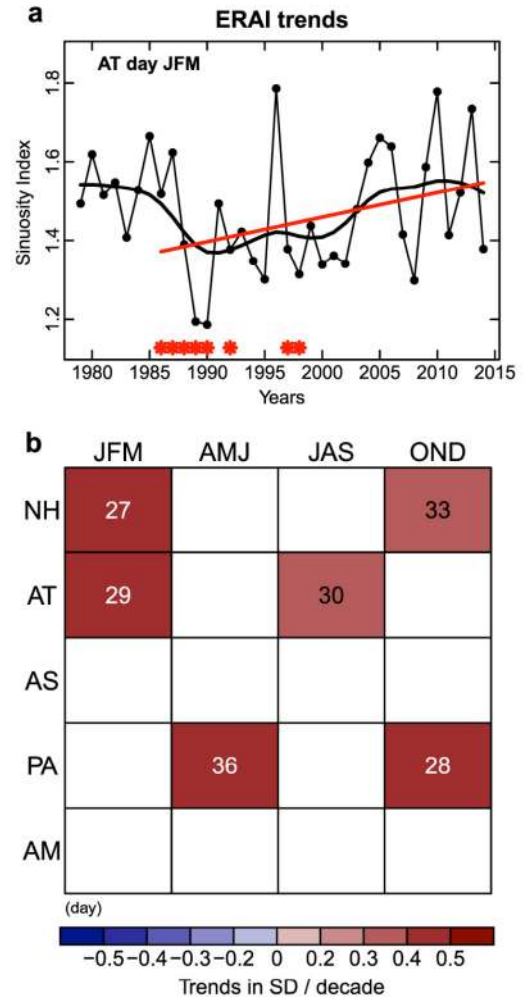 a
ERAI trends
AT day JFM
Sinuosity Index
1.8
1.6
1.4
1.2
1980 1985 1990 1995 2000 2005 2010 2015
Years
b
JFM AMJ JAS OND
NH 27 33
AT 29 30
AS
PA 36 28
AM
(day)
−0.5 −0.4 −0.3 −0.2 0 0.2 0.3 0.4 0.5
Trends in SD / decade